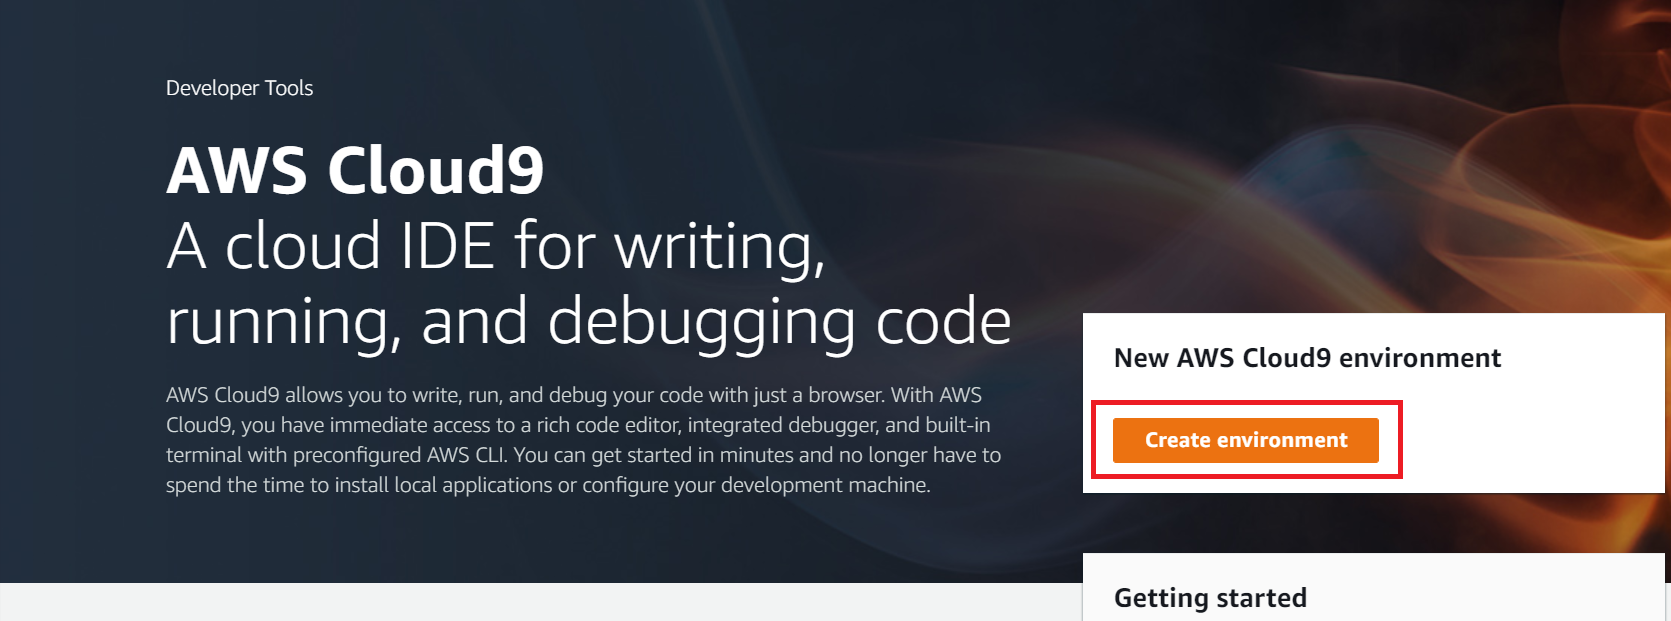 Developer Tools
AWS Cloud9
A cloud IDE for writing,
running, and debugging code
AWS Cloud9 allows you to write, run, and debug your code with just a browser. With AWS
Cloud9, you have immediate access to a rich code editor, integrated debugger, and built-in
terminal with preconfigured AWS CLI. You can get started in minutes and no longer have to
spend the time to install local applications or configure your development machine.
New AWS Cloud9 environment
Create environment
Getting started